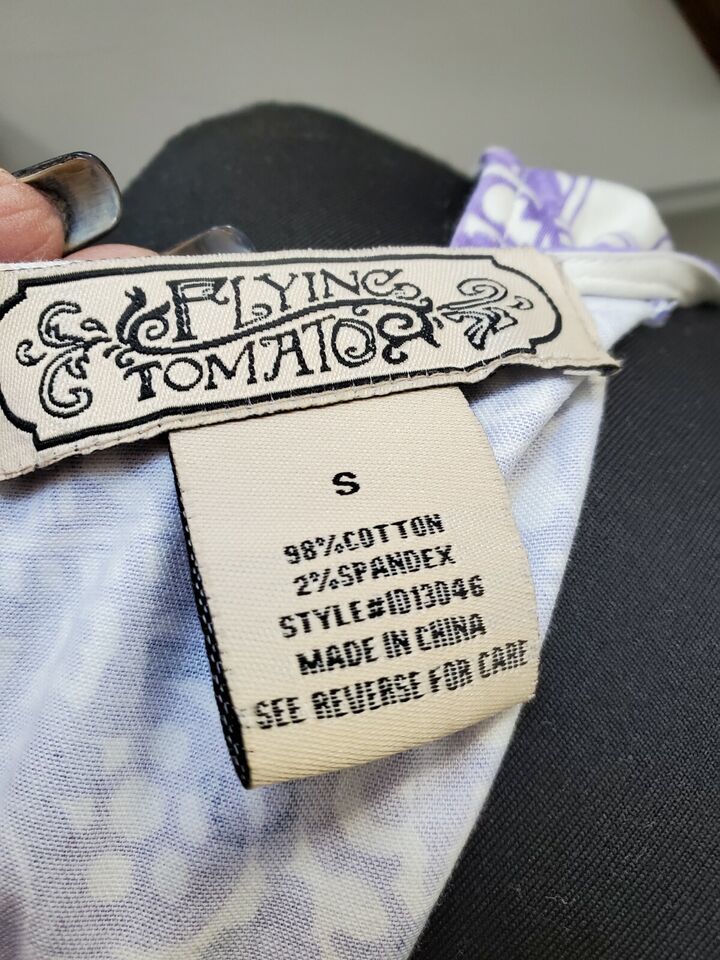 FLYING
TOMATO
S
98%COTTON
2%SPANDEX
STYLE#ID13046
MADE IN CHINA
SEE REVERSE FOR CARE